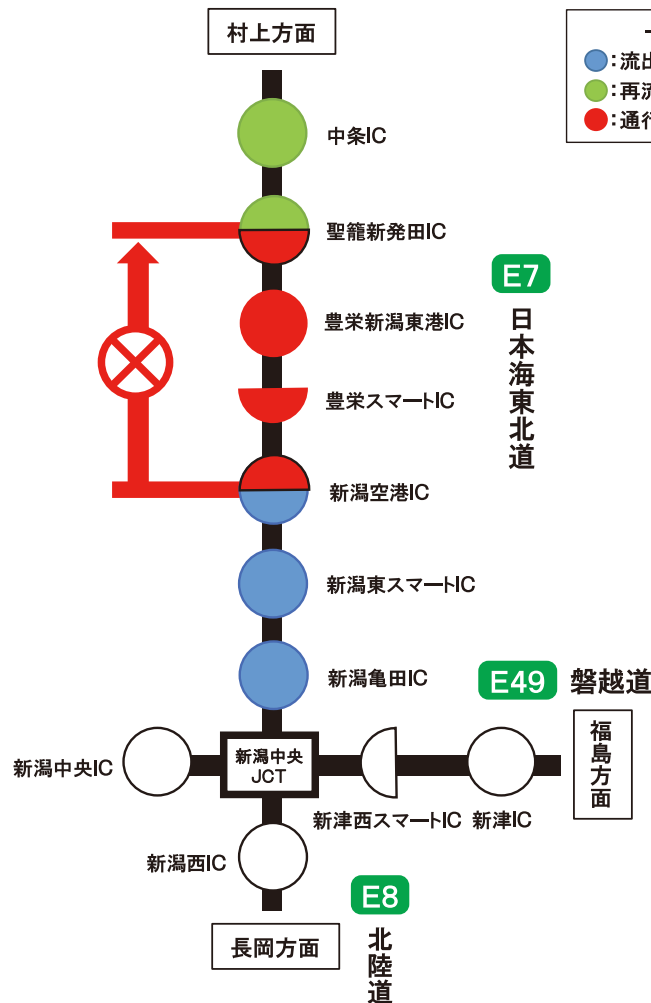 村上方面
:流出
:再流
:通行
中条IC
聖籠新発田IC
E7
日本海東北道
豊栄新潟東港IC
豊栄スマートIC
新潟空港IC
新潟東スマートIC
新潟亀田IC
E49 磐越道
新潟中央IC
新潟中央
JCT
新津西スマートIC
新津IC
福島方面
新潟西IC
E8
北陸道
長岡方面